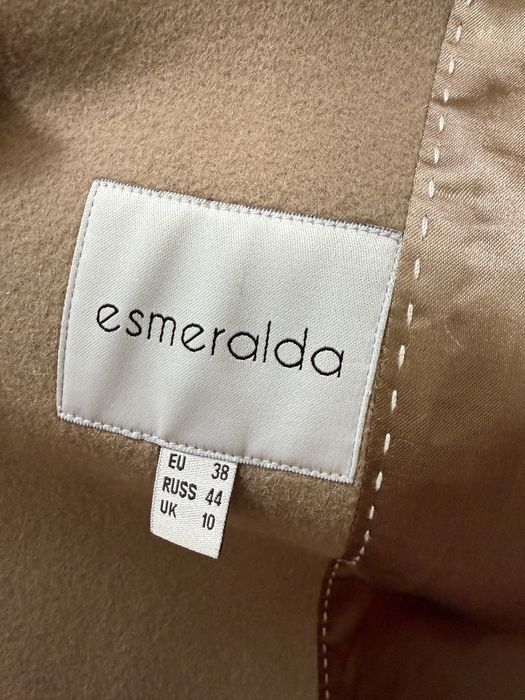 esmeralda
EU 38
RUSS 44
UK 10